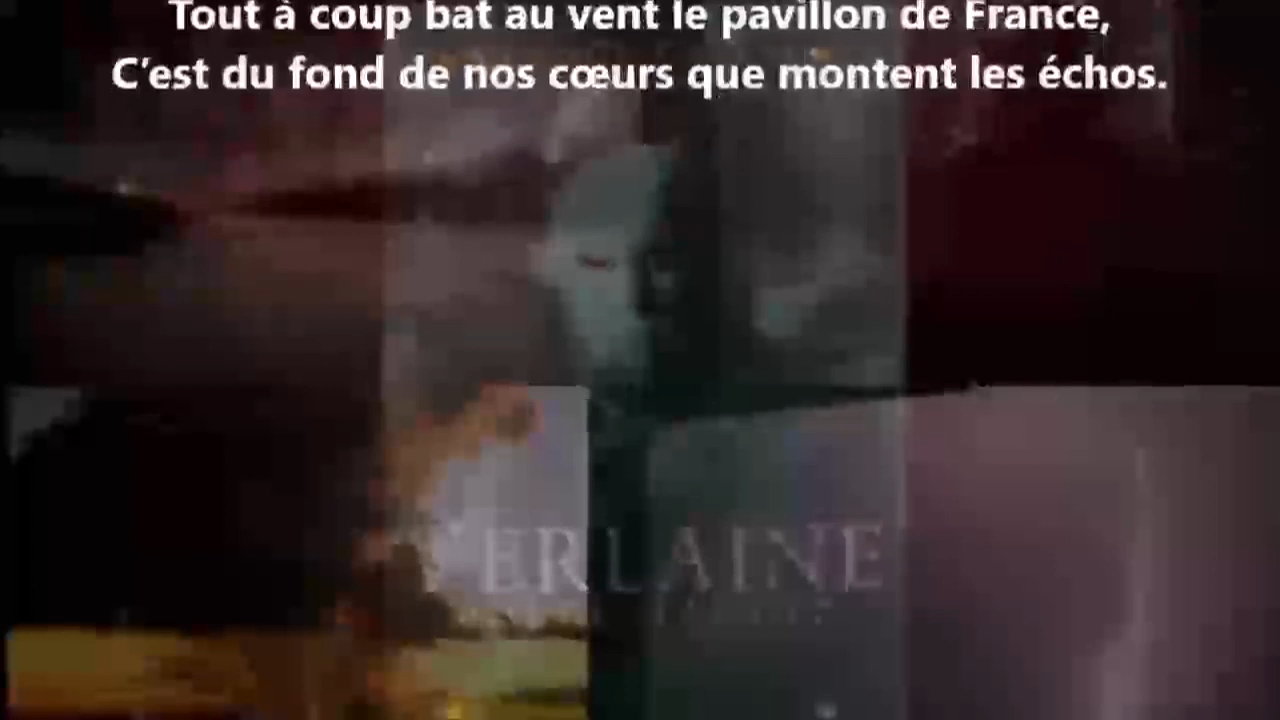 Tout à coup bat au vent le pavillon de France,
C'est du fond de nos cœurs que montent les échos.
VERLAINE